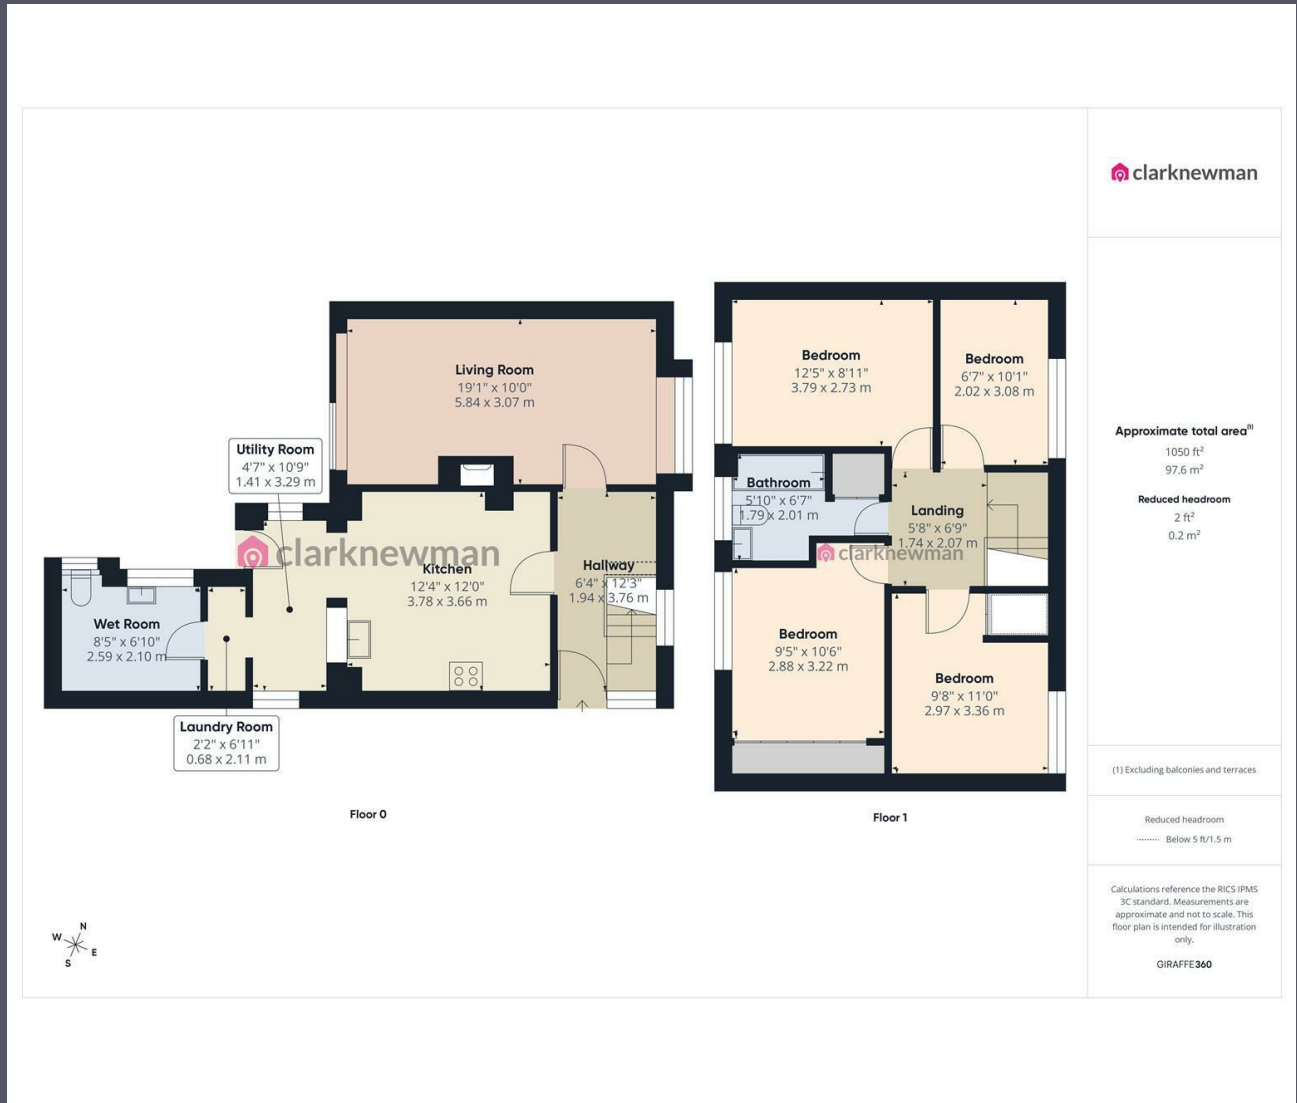 clarknewman
Living Room
19'1" x 10'0"
5.84 x 3.07 m
Utility Room
4'7" x 10'9"
1.41 x 3.29 m
clarknewman
Kitchen
12'4" x 12'0"
3.78 x 3.66 m
Hallway
6'4" x 12'3"
1.94 x 3.76 m
Wet Room
8'5" x 6'10"
2.59 x 2.10 m
Laundry Room
2'2" x 6'11"
0.68 x 2.11 m
Floor 0
Bedroom
12'5" x 8'11"
3.79 x 2.73 m
Bedroom
6'7" x 10'1"
2.02 x 3.08 m
Bathroom
5'10" x 6'7"
1.79 x 2.01 m
Landing
5'8" x 6'9"
1.74 x 2.07 m
clarknewman
Bedroom
9'5" x 10'6"
2.88 x 3.22 m
Bedroom
9'8" x 11'0"
2.97 x 3.36 m
Floor 1
Approximate total area(1)
1050 ft²
97.6 m²
Reduced headroom
2 ft²
0.2 m²
(1) Excluding balconies and terraces
Reduced headroom
Below 5 ft/1.5 m
Calculations reference the RICS IPMS
3C standard. Measurements are
approximate and not to scale. This
floor plan is intended for illustration
only.
GIRAFFE360
N
W
E
S